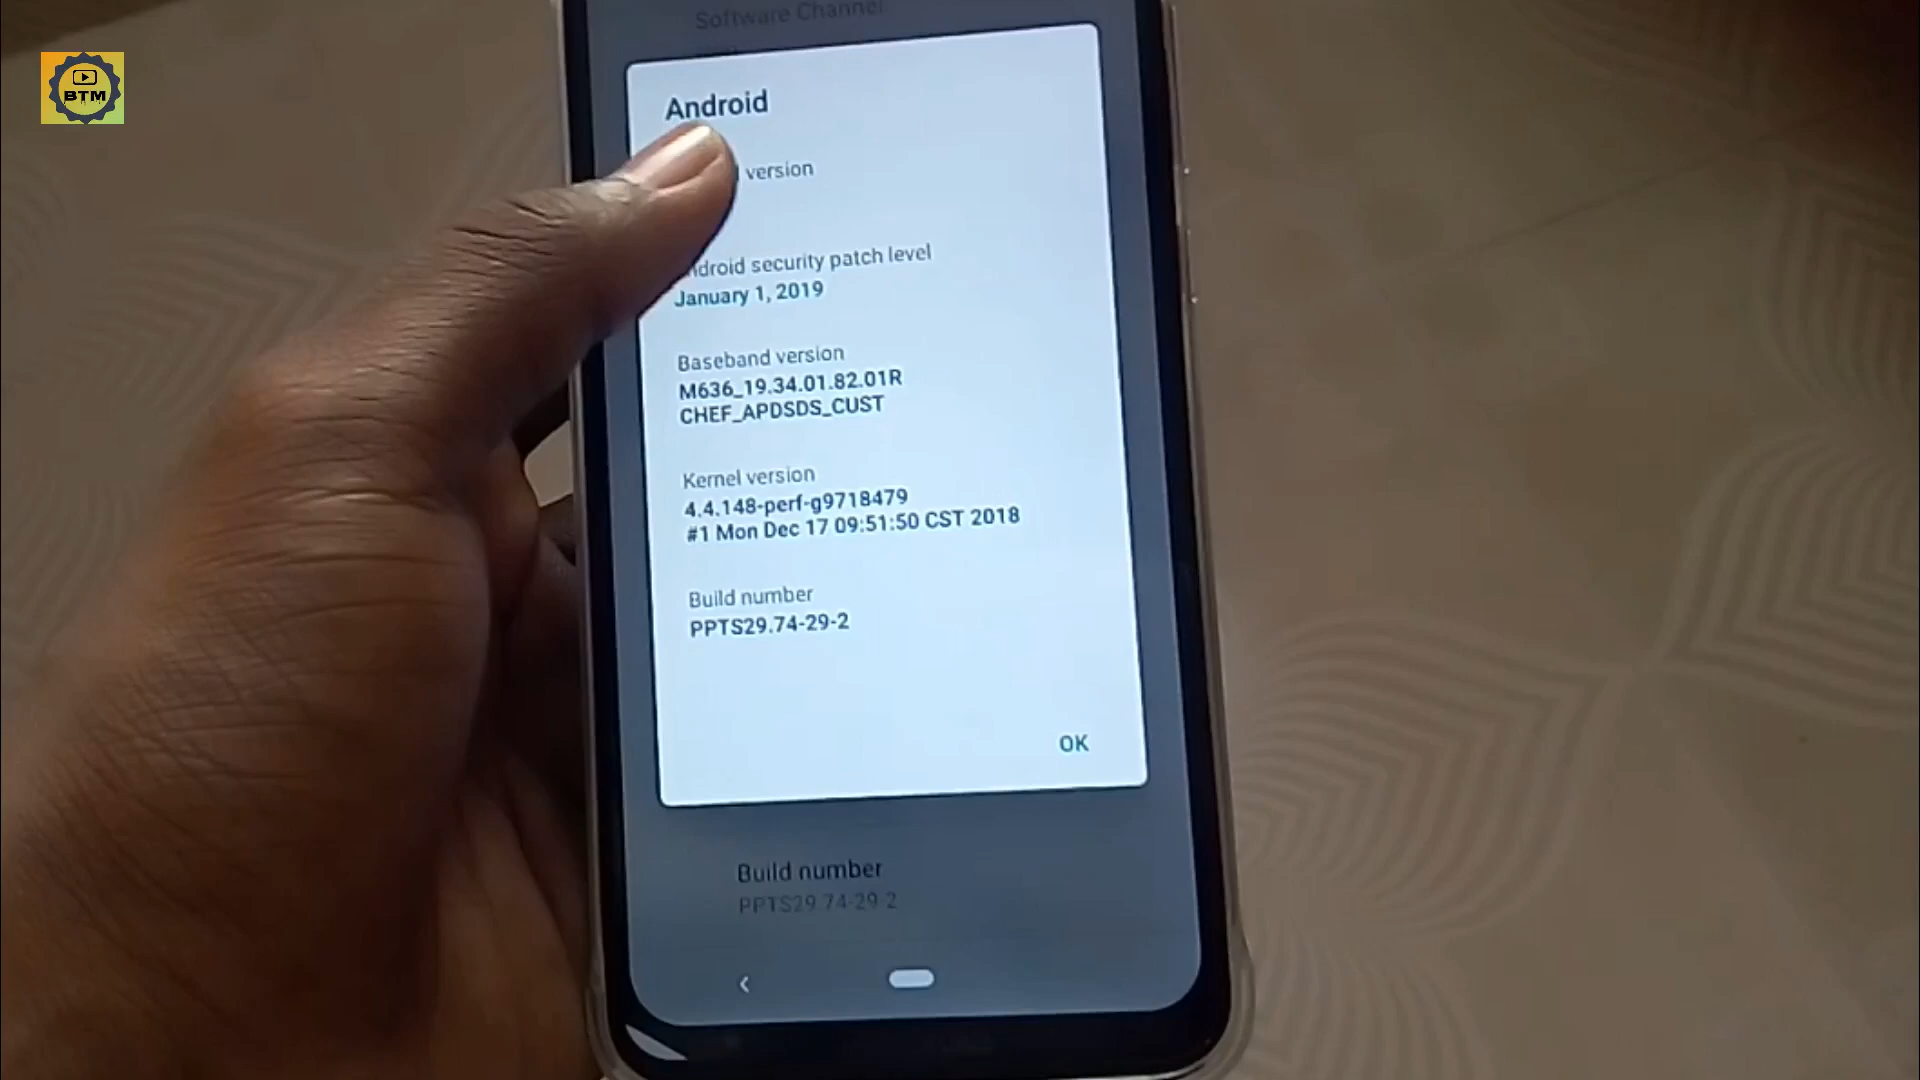 Software Channel
BTM
Android
version
Android security patch level
January 1, 2019
Baseband version
M636_19.34.01.82.01R
CHEF_APDSDS_CUST
Kernel version
4.4.148-perf-g9718479
#1 Mon Dec 17 09:51:50 CST 2018
Build number
PPTS29.74-29-2
OK
Build number
PPTS29.74-29-2